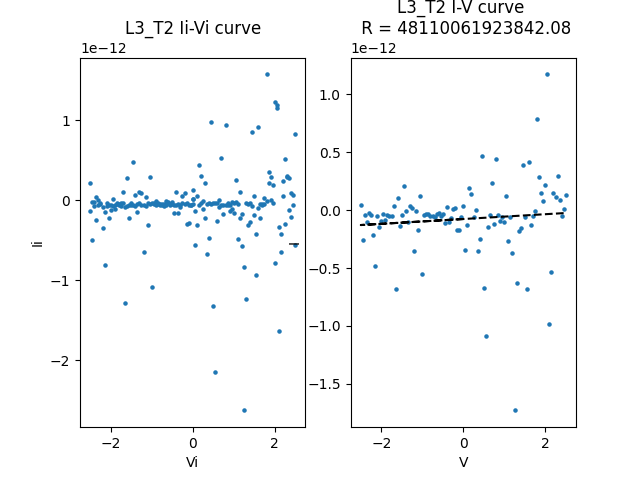 L3_T2 Ii-Vi curve
1e−12
1
0
−1
−2
Ii
−2
0
2
Vi
L3_T2 I-V curve
R = 48110061923842.08
1e−12
1.0
0.5
0.0
−0.5
−1.0
−1.5
I
−2
0
2
V